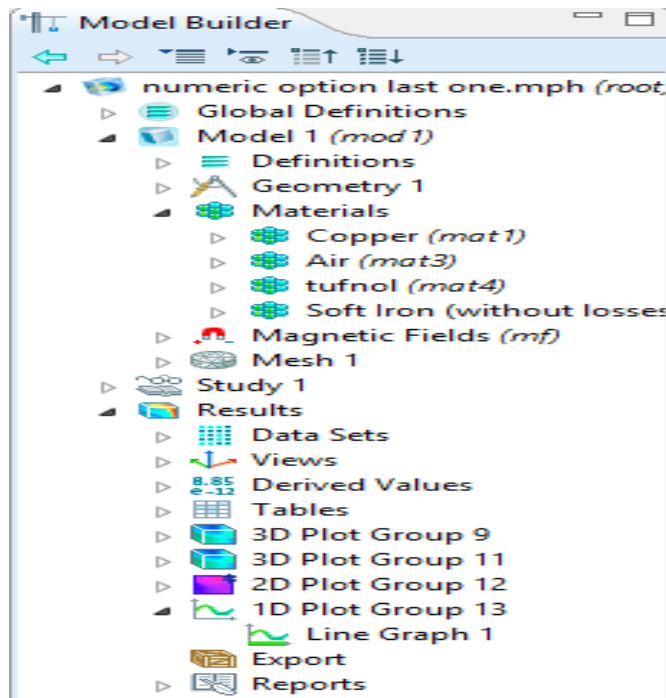 Model Builder
numeric option last one.mph (root)
Global Definitions
Model 1 (mod1)
Definitions
Geometry 1
Materials
Copper (mat1)
Air (mat3)
tufnol (mat4)
Soft Iron (without losses
Magnetic Fields (mf)
Mesh 1
Study 1
Results
Data Sets
Views
8.85
e-12
Derived Values
Tables
3D Plot Group 9
3D Plot Group 11
2D Plot Group 12
1D Plot Group 13
Line Graph 1
Export
Reports